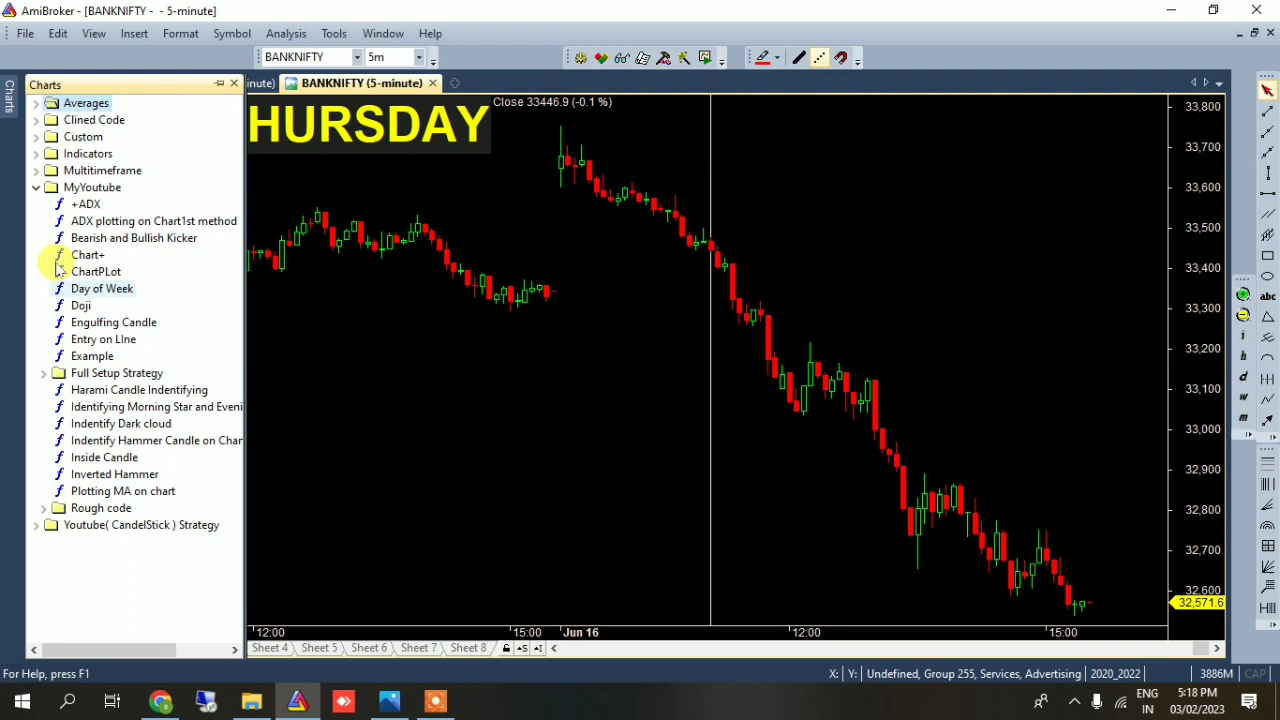 AmiBroker - [BANKNIFTY - - 5-minute]
File Edit View Insert Format Symbol Analysis Tools Window Help
BANKNIFTY 5m
Charts
Charts
nute) BANKNIFTY (5-minute)
Averages
Clined Code
Custom
Indicators
Multitimeframe
MyYoutube
+ADX
ADX plotting on Chart1st method
Bearish and Bullish Kicker
Chart+
ChartPLot
Day of Week
Doji
Engulfing Candle
Entry on LIne
Example
Full Setup Strategy
Harami Candle Indentifying
Identifying Morning Star and Eveni
Indentify Dark cloud
Indentify Hammer Candle on Char
Inside Candle
Inverted Hammer
Plotting MA on chart
Rough code
Youtube( CandelStick ) Strategy
HURSDAY
Close 33446.9 (-0.1 %)
33,800
33,700
33,600
33,500
33,400
33,300
33,200
33,100
33,000
32,900
32,800
32,700
32,600
32,571.6
12:00 15:00 Jun 16 12:00 15:00
Sheet 4 Sheet 5 Sheet 6 Sheet 7 Sheet 8
abc
i
h
d
w
m
For Help, press F1
X: Y: Undefined, Group 255, Services, Advertising 2020_2022 3886M CAP
ENG
IN
5:18 PM
03/02/2023